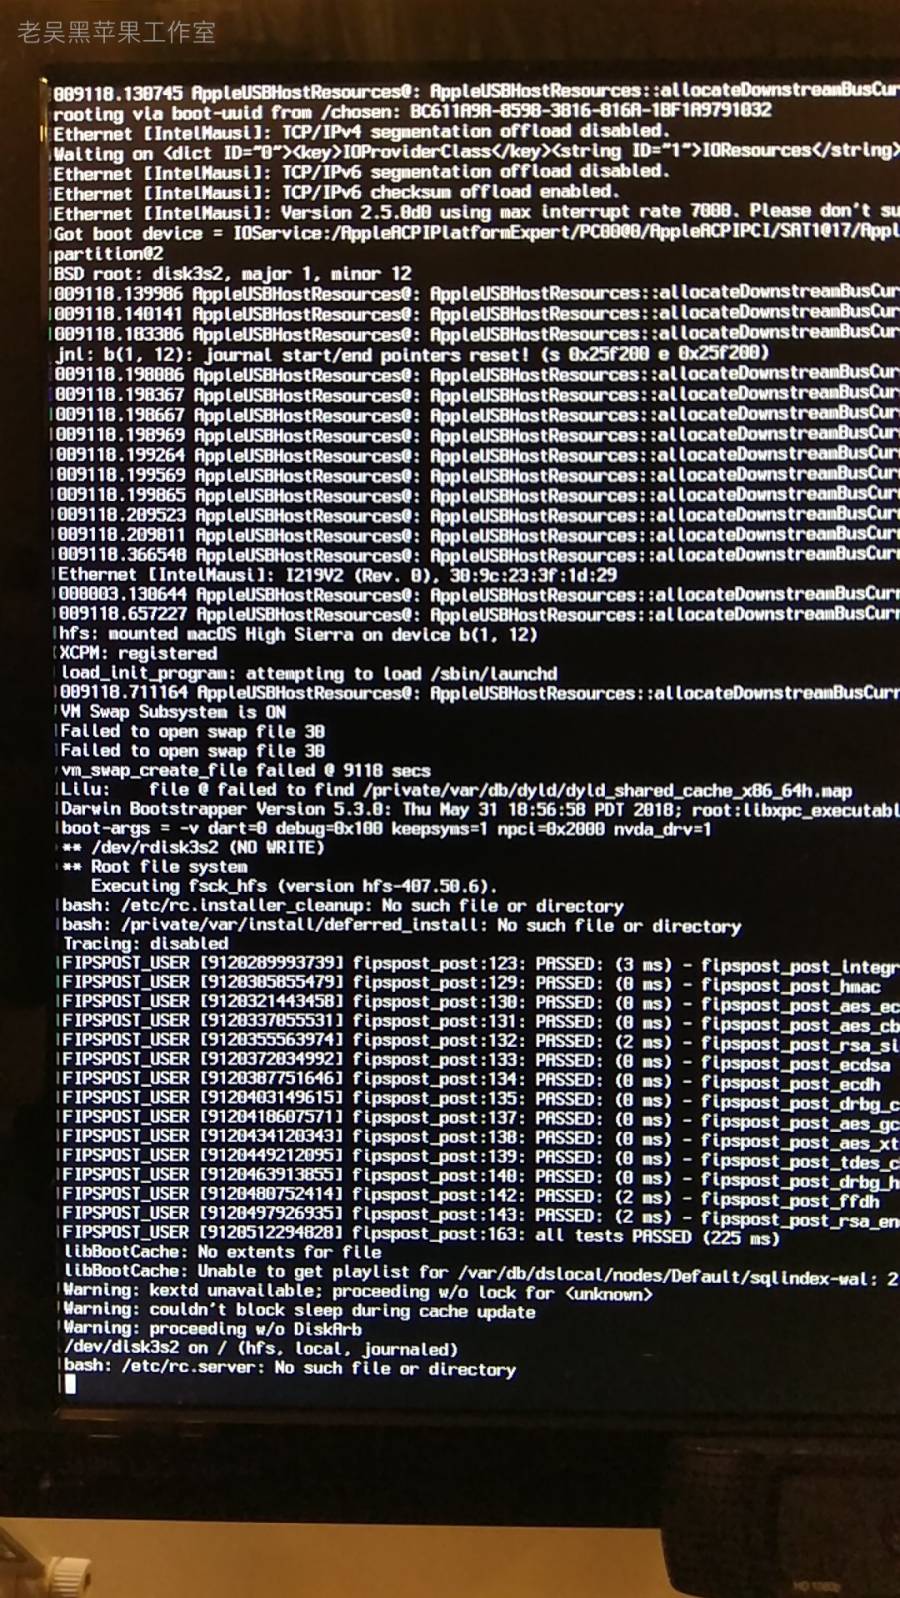 老吴黑苹果工作室
009118.130745 AppleUSBHostResources@: AppleUSBHostResources::allocateDownstreamBusCur
rooting via boot-uuid from /chosen: BC611A9A-8598-3816-816A-1BF1A9791832
Ethernet [IntelMausi]: TCP/IPv4 segmentation offload disabled.
Waiting on <dict ID="0"><key>IOProviderClass</key><string ID="1">IOResources</string>
Ethernet [IntelMausi]: TCP/IPv6 segmentation offload disabled.
Ethernet [IntelMausi]: TCP/IPv6 checksum offload enabled.
Ethernet [IntelMausi]: Version 2.5.0d0 using max interrupt rate 7000. Please don't su
Got boot device = IOService:/AppleACPIPlatformExpert/PC00@0/AppleACPIPCI/SAT1@17/Appl
partition@2
BSD root: disk3s2, major 1, minor 12
009118.139986 AppleUSBHostResources@: AppleUSBHostResources::allocateDownstreamBusCur
009118.140141 AppleUSBHostResources@: AppleUSBHostResources::allocateDownstreamBusCur
009118.183386 AppleUSBHostResources@: AppleUSBHostResources::allocateDownstreamBusCur
jnl: b(1, 12): journal start/end pointers reset! (s 0x25f200 e 0x25f200)
009118.198086 AppleUSBHostResources@: AppleUSBHostResources::allocateDownstreamBusCur
009118.198367 AppleUSBHostResources@: AppleUSBHostResources::allocateDownstreamBusCur
009118.198667 AppleUSBHostResources@: AppleUSBHostResources::allocateDownstreamBusCur
009118.198969 AppleUSBHostResources@: AppleUSBHostResources::allocateDownstreamBusCur
009118.199264 AppleUSBHostResources@: AppleUSBHostResources::allocateDownstreamBusCur
009118.199569 AppleUSBHostResources@: AppleUSBHostResources::allocateDownstreamBusCur
009118.199865 AppleUSBHostResources@: AppleUSBHostResources::allocateDownstreamBusCur
009118.209523 AppleUSBHostResources@: AppleUSBHostResources::allocateDownstreamBusCur
009118.209811 AppleUSBHostResources@: AppleUSBHostResources::allocateDownstreamBusCur
009118.366548 AppleUSBHostResources@: AppleUSBHostResources::allocateDownstreamBusCur
Ethernet [IntelMausi]: I219V2 (Rev. 0), 30:9c:23:3f:1d:29
000003.130644 AppleUSBHostResources@: AppleUSBHostResources::allocateDownstreamBusCurr
009118.657227 AppleUSBHostResources@: AppleUSBHostResources::allocateDownstreamBusCurr
hfs: mounted macOS High Sierra on device b(1, 12)
XCPM: registered
load_init_program: attempting to load /sbin/launchd
009118.711164 AppleUSBHostResources@: AppleUSBHostResources::allocateDownstreamBusCurr
VM Swap Subsystem is ON
Failed to open swap file 30
Failed to open swap file 30
vm_swap_create_file failed @ 9118 secs
Lilu: file @ failed to find /private/var/db/dyld/dyld_shared_cache_x86_64h.map
Darwin Bootstrapper Version 5.3.0: Thu May 31 18:56:58 PDT 2018; root:libxpc_executabl
boot-args = -v dart=0 debug=0x100 keepsyms=1 npci=0x2000 nvda_drv=1
** /dev/rdisk3s2 (NO WRITE)
** Root file system
Executing fsck_hfs (version hfs-407.50.6).
bash: /etc/rc.installer_cleanup: No such file or directory
bash: /private/var/install/deferred_install: No such file or directory
Tracing: disabled
FIPSPOST_USER [9120289993739] fipspost_post:123: PASSED: (3 ms) - fipspost_post_integr
FIPSPOST_USER [9120305855479] fipspost_post:129: PASSED: (0 ms) - fipspost_post_hmac
FIPSPOST_USER [9120321443458] fipspost_post:130: PASSED: (0 ms) - fipspost_post_aes_ec
FIPSPOST_USER [9120337055531] fipspost_post:131: PASSED: (0 ms) - fipspost_post_aes_cb
FIPSPOST_USER [9120355563974] fipspost_post:132: PASSED: (2 ms) - fipspost_post_rsa_si
FIPSPOST_USER [9120372034992] fipspost_post:133: PASSED: (0 ms) - fipspost_post_ecdsa
FIPSPOST_USER [9120387751646] fipspost_post:134: PASSED: (0 ms) - fipspost_post_ecdh
FIPSPOST_USER [9120403149615] fipspost_post:135: PASSED: (0 ms) - fipspost_post_drbg_c
FIPSPOST_USER [9120418607571] fipspost_post:137: PASSED: (0 ms) - fipspost_post_aes_gc
FIPSPOST_USER [9120434120343] fipspost_post:138: PASSED: (0 ms) - fipspost_post_aes_xt
FIPSPOST_USER [9120449212095] fipspost_post:139: PASSED: (0 ms) - fipspost_post_tdes_c
FIPSPOST_USER [9120463913855] fipspost_post:140: PASSED: (0 ms) - fipspost_post_drbg_h
FIPSPOST_USER [9120480752414] fipspost_post:142: PASSED: (2 ms) - fipspost_post_ffdh
FIPSPOST_USER [9120497926935] fipspost_post:143: PASSED: (2 ms) - fipspost_post_rsa_en
FIPSPOST_USER [9120512294828] fipspost_post:163: all tests PASSED (225 ms)
libBootCache: No extents for file
libBootCache: Unable to get playlist for /var/db/dslocal/nodes/Default/sqlindex-wal: 2
Warning: kextd unavailable; proceeding w/o lock for <unknown>
Warning: couldn't block sleep during cache update
Warning: proceeding w/o DiskArb
/dev/disk3s2 on / (hfs, local, journaled)
bash: /etc/rc.server: No such file or directory
HD 1080p